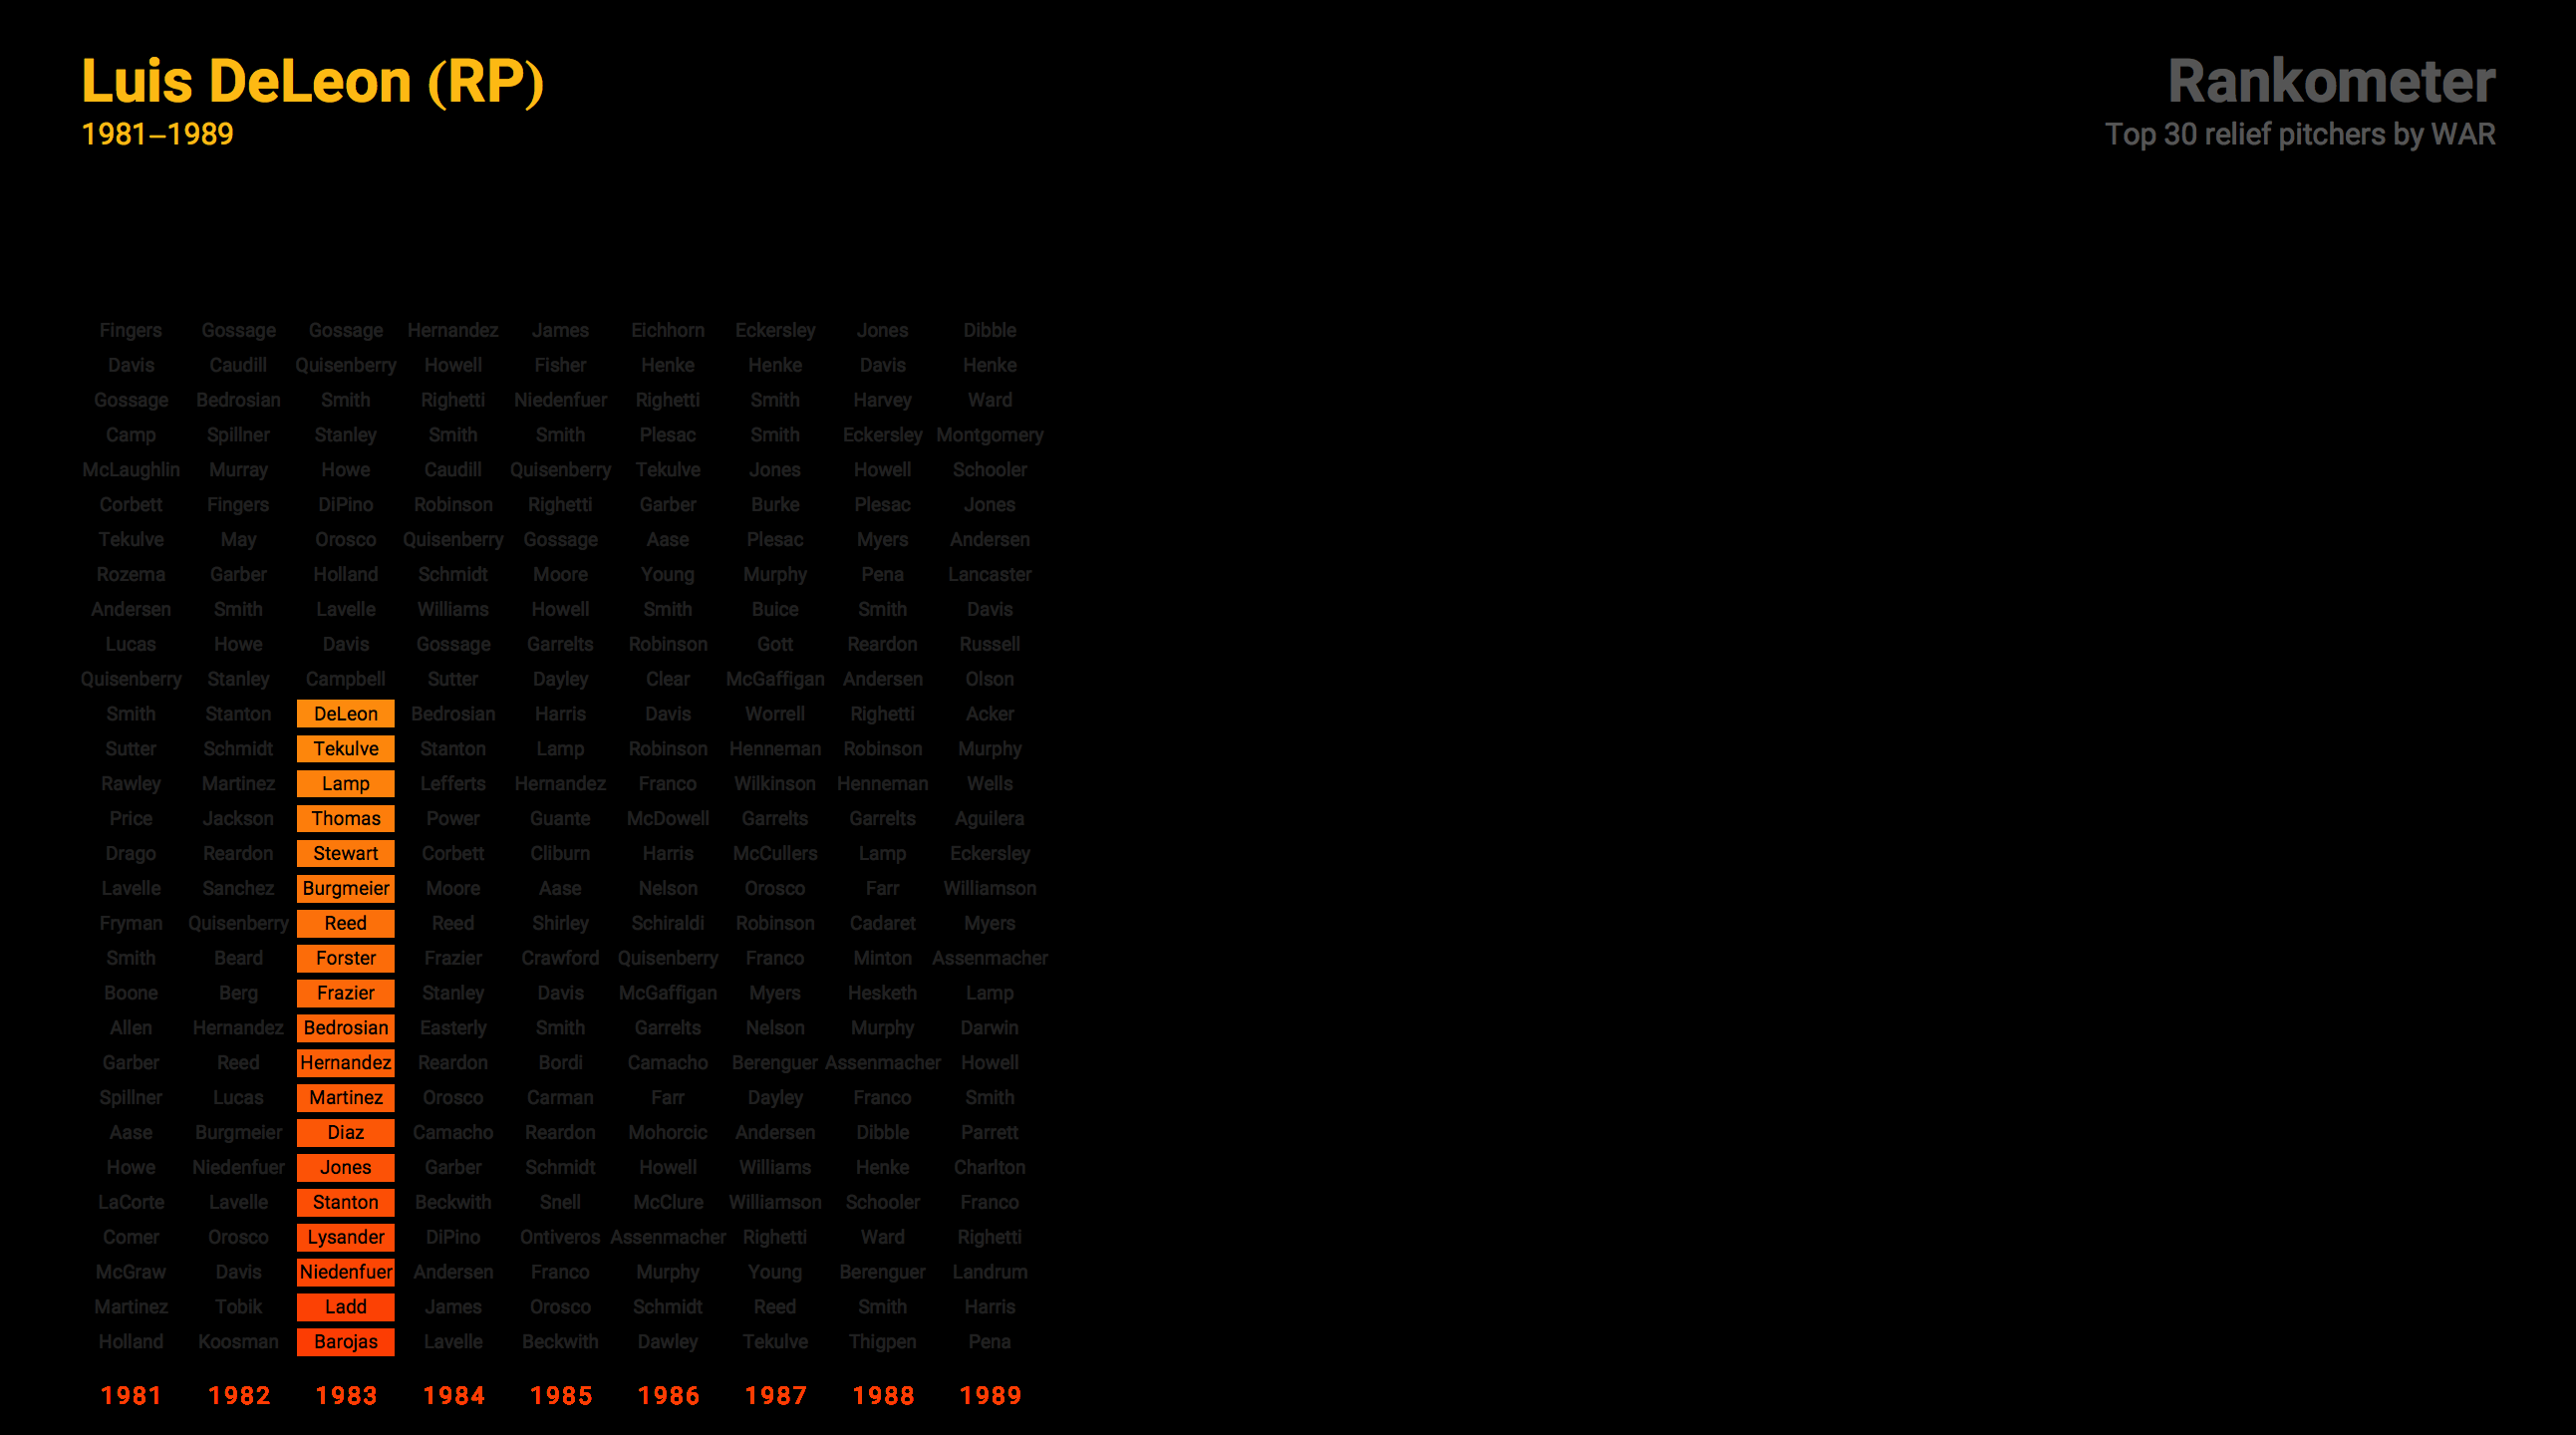 Luis DeLeon (RP)
1981–1989
Rankometer
Top 30 relief pitchers by WAR
Fingers Gossage Gossage Hernandez James Eichhorn Eckersley Jones Dibble
Davis Caudill Quisenberry Howell Fisher Henke Henke Davis Henke
Gossage Bedrosian Smith Righetti Niedenfuer Righetti Smith Harvey Ward
Camp Spillner Stanley Smith Smith Plesac Smith Eckersley Montgomery
McLaughlin Murray Howe Caudill Quisenberry Tekulve Jones Howell Schooler
Corbett Fingers DiPino Robinson Righetti Garber Burke Plesac Jones
Tekulve May Orosco Quisenberry Gossage Aase Plesac Myers Andersen
Rozema Garber Holland Schmidt Moore Young Murphy Pena Lancaster
Andersen Smith Lavelle Williams Howell Smith Buice Smith Davis
Lucas Howe Davis Gossage Garrelts Robinson Gott Reardon Russell
Quisenberry Stanley Campbell Sutter Dayley Clear McGaffigan Andersen Olson
Smith Stanton DeLeon Bedrosian Harris Davis Worrell Righetti Acker
Sutter Schmidt Tekulve Stanton Lamp Robinson Henneman Robinson Murphy
Rawley Martinez Lamp Lefferts Hernandez Franco Wilkinson Henneman Wells
Price Jackson Thomas Power Guante McDowell Garrelts Garrelts Aguilera
Drago Reardon Stewart Corbett Cliburn Harris McCullers Lamp Eckersley
Lavelle Sanchez Burgmeier Moore Aase Nelson Orosco Farr Williamson
Fryman Quisenberry Reed Reed Shirley Schiraldi Robinson Cadaret Myers
Smith Beard Forster Frazier Crawford Quisenberry Franco Minton Assenmacher
Boone Berg Frazier Stanley Davis McGaffigan Myers Hesketh Lamp
Allen Hernandez Bedrosian Easterly Smith Garrelts Nelson Murphy Darwin
Garber Reed Hernandez Reardon Bordi Camacho Berenguer Assenmacher Howell
Spillner Lucas Martinez Orosco Carman Farr Dayley Franco Smith
Aase Burgmeier Diaz Camacho Reardon Mohorcic Andersen Dibble Parrett
Howe Niedenfuer Jones Garber Schmidt Howell Williams Henke Charlton
LaCorte Lavelle Stanton Beckwith Snell McClure Williamson Schooler Franco
Comer Orosco Lysander DiPino Ontiveros Assenmacher Righetti Ward Righetti
McGraw Davis Niedenfuer Andersen Franco Murphy Young Berenguer Landrum
Martinez Tobik Ladd James Orosco Schmidt Reed Smith Harris
Holland Koosman Barojas Lavelle Beckwith Dawley Tekulve Thigpen Pena
1981 1982 1983 1984 1985 1986 1987 1988 1989